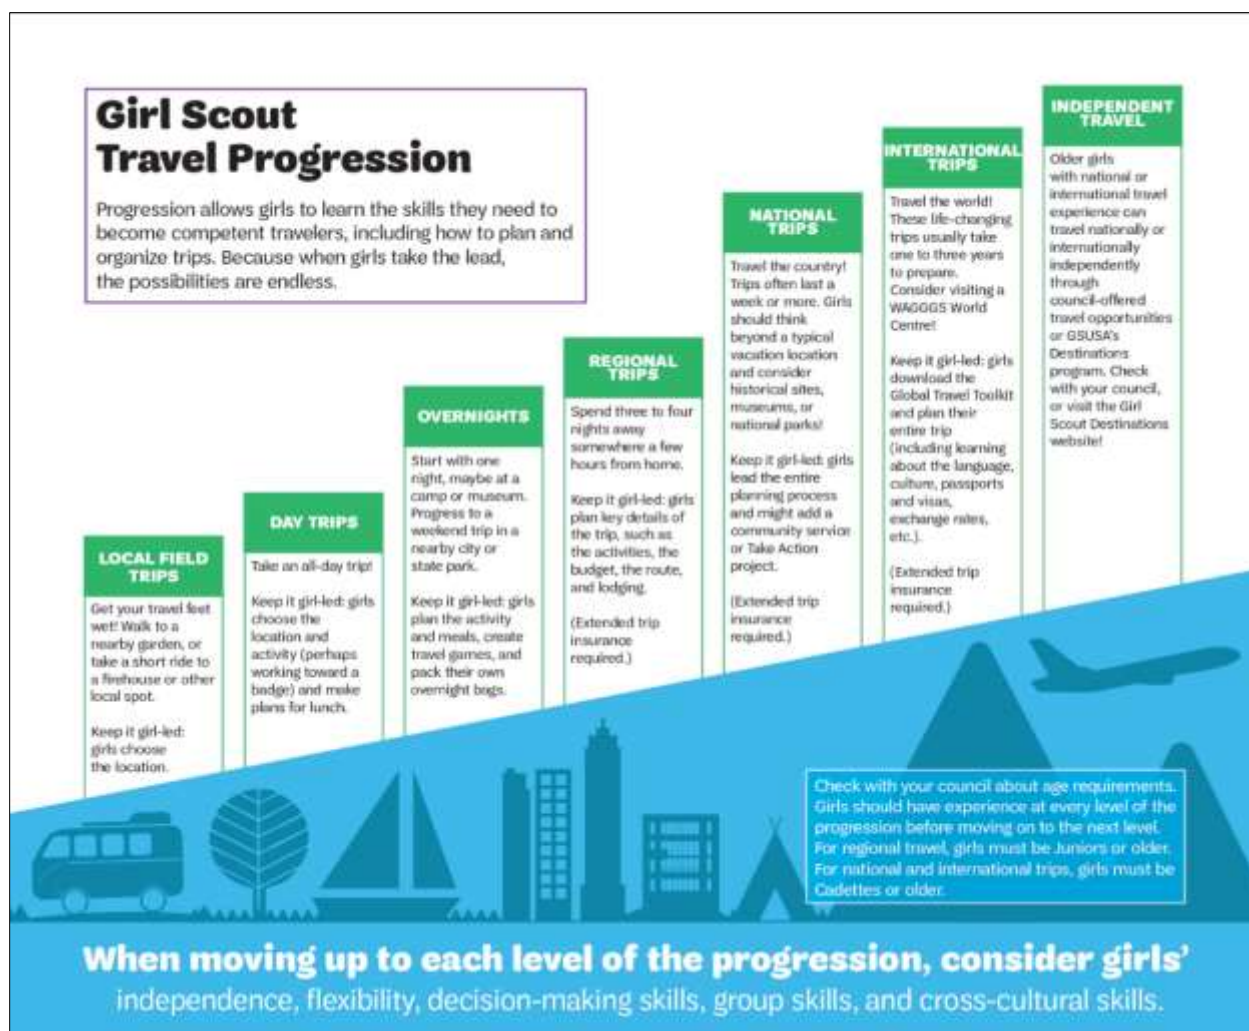 Girl Scout
Travel Progression
Progression allows girls to learn the skills they need to
become competent travelers, including how to plan and
organize trips. Because when girls take the lead,
the possibilities are endless.
LOCAL FIELD
TRIPS
Get your travel feet
wet! Walk to a
nearby garden, or
take a short ride to
a firehouse or other
local spot.
Keep it girl-led:
girls choose
the location.
DAY TRIPS
Take an all-day trip!
Keep it girl-led: girls
choose the
location and
activity (perhaps
working toward a
badge) and make
plans for lunch.
OVERNIGHTS
Start with one
night, maybe at a
camp or museum.
Progress to a
weekend trip in a
nearby city or
state park.
Keep it girl-led: girls
plan the activity
and meals, create
travel games, and
pack their own
overnight bags.
REGIONAL
TRIPS
Spend three to four
nights away
somewhere a few
hours from home.
Keep it girl-led: girls
plan key details of
the trip, such as
the activities, the
budget, the route,
and lodging.
(Extended trip
insurance
required.)
NATIONAL
TRIPS
Travel the country!
Trips often last a
week or more. Girls
should think
beyond a typical
vacation location
and consider
historical sites,
museums, or
national parks!
Keep it girl-led: girls
lead the entire
planning process
and might add a
community service
or Take Action
project.
(Extended trip
insurance
required.)
INTERNATIONAL
TRIPS
Travel the world!
These life-changing
trips usually take
one to three years
to prepare.
Consider visiting a
WAGGGS World
Centre!
Keep it girl-led: girls
download the
Global Travel Toolkit
and plan their
entire trip
(including learning
about the language,
culture, passports
and visas,
exchange rates,
etc.).
(Extended trip
insurance
required.)
INDEPENDENT
TRAVEL
Older girls
with national or
international travel
experience can
travel nationally or
internationally
independently
through
council-offered
travel opportunities
or GSUSA's
Destinations
program. Check
with your council,
or visit the Girl
Scout Destinations
website!
Check with your council about age requirements.
Girls should have experience at every level of the
progression before moving on to the next level.
For regional travel, girls must be Juniors or older.
For national and international trips, girls must be
Cadettes or older.
When moving up to each level of the progression, consider girls'
independence, flexibility, decision-making skills, group skills, and cross-cultural skills.